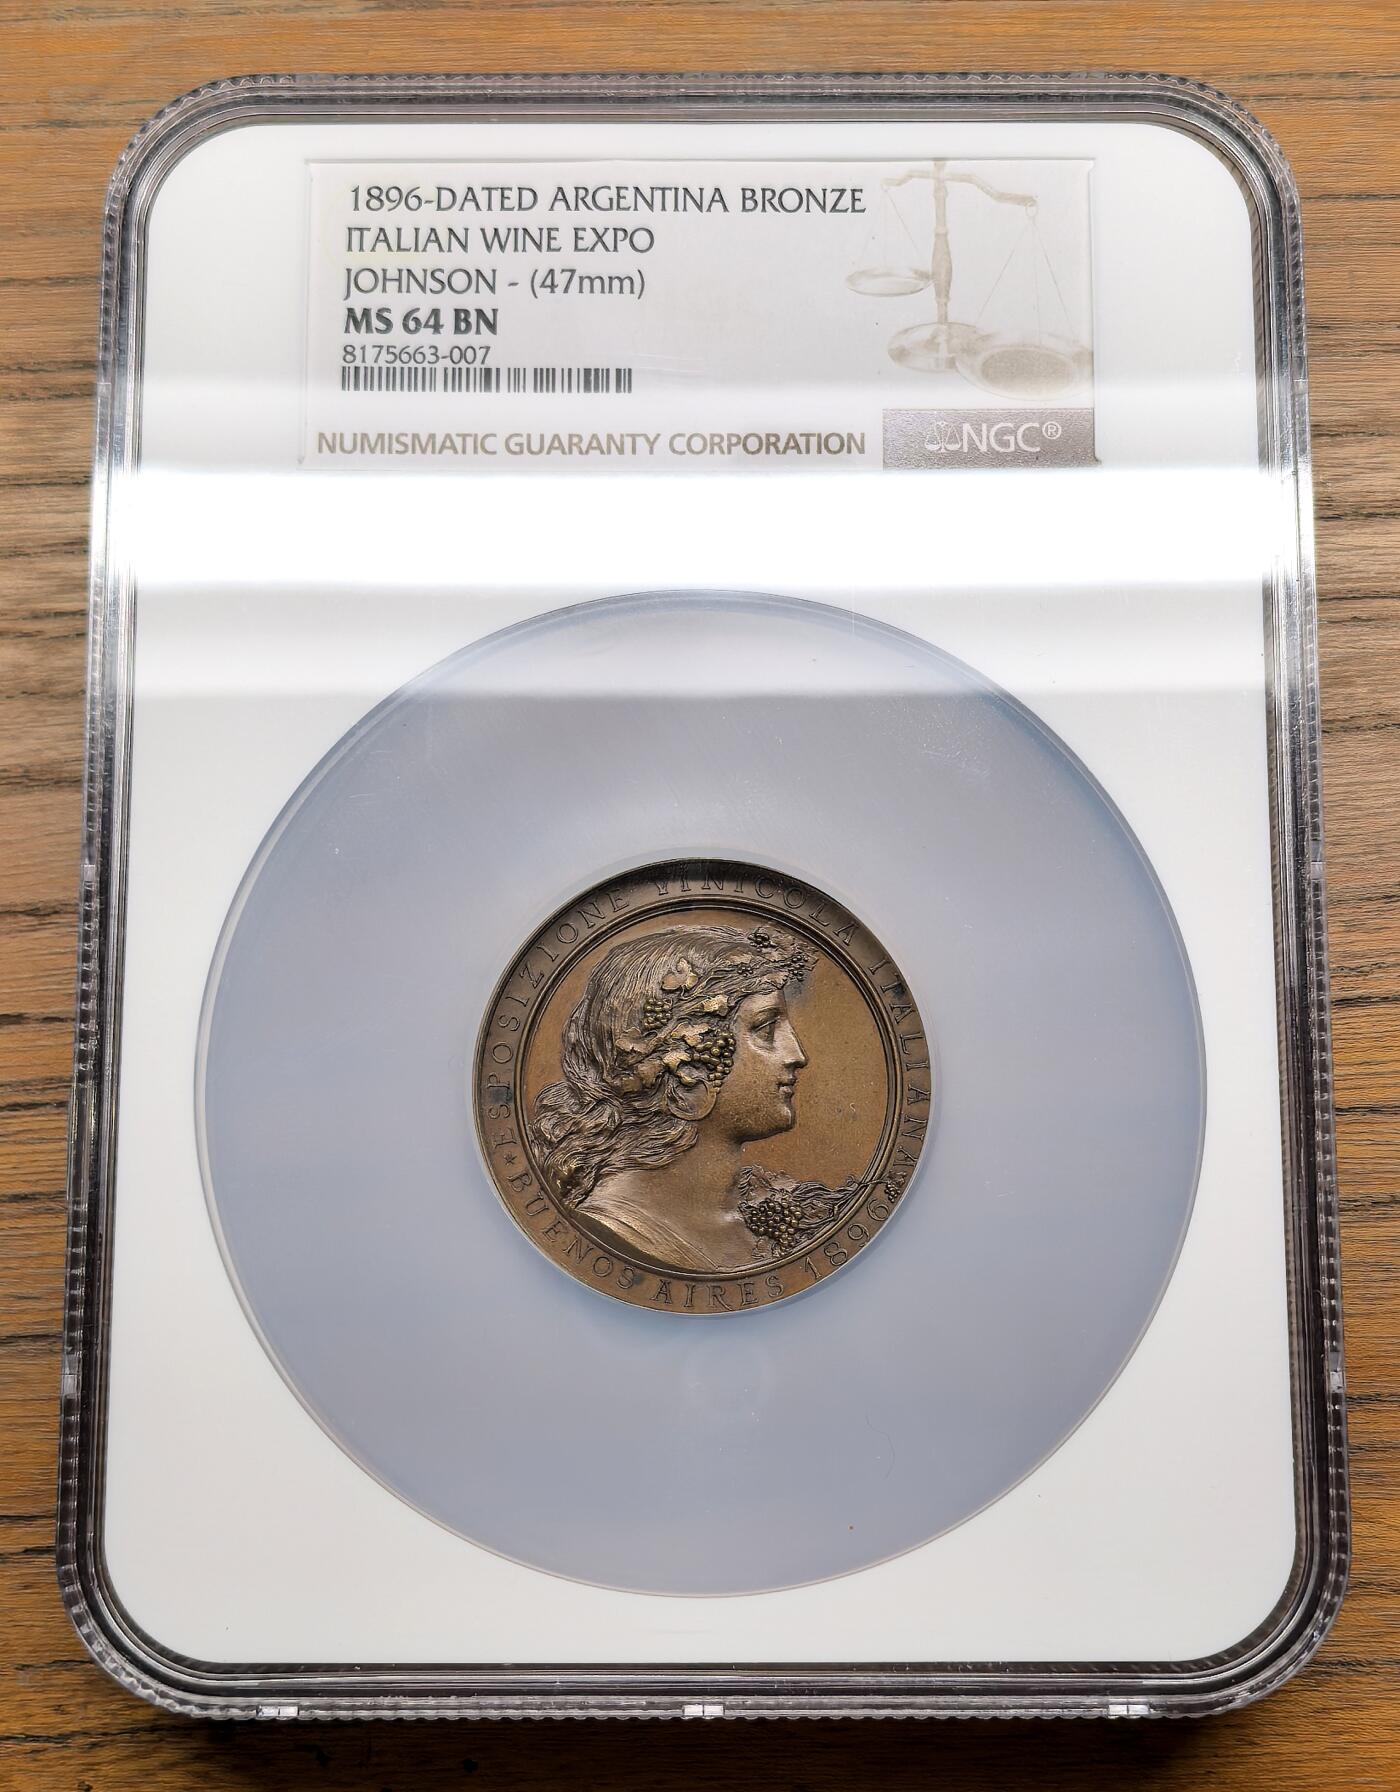 1896-DATED ARGENTINA BRONZE
ITALIAN WINE EXPO
JOHNSON - (47mm)
MS 64 BN
8175663-007
NUMISMATIC GUARANTY CORPORATION
NGC®
ESPOSIZIONE VINICOLA ITALIANA
* BUENOS AIRES 1896 *